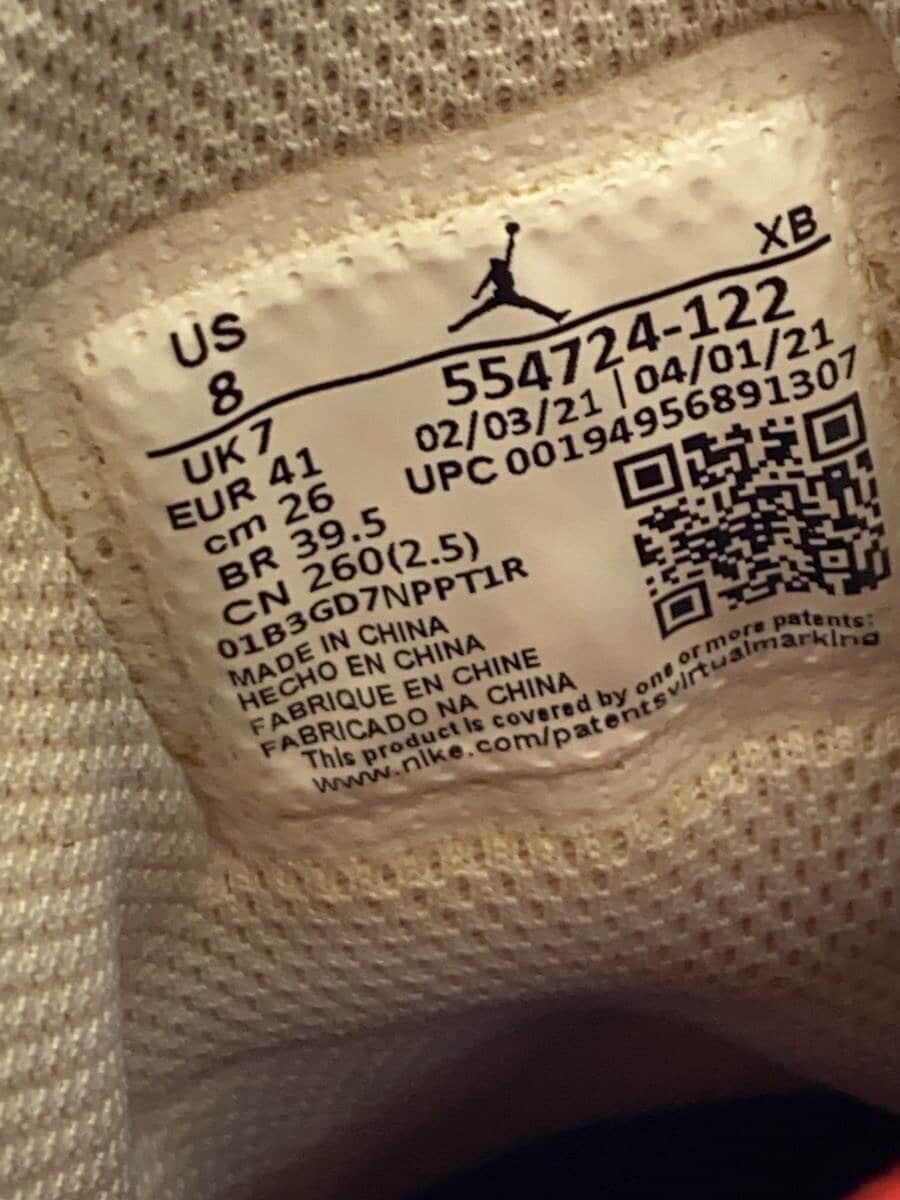 XB
US
8
554724-122
02/03/21 | 04/01/21
UPC 00194956891307
UK 7
EUR 41
cm 26
BR 39.5
CN 260(2.5)
01B3GD7NPPT1R
MADE IN CHINA
HECHO EN CHINA
FABRIQUE EN CHINE
FABRICADO NA CHINA
This product is covered by one or more patents:
www.nike.com/patentsvirtualmarking